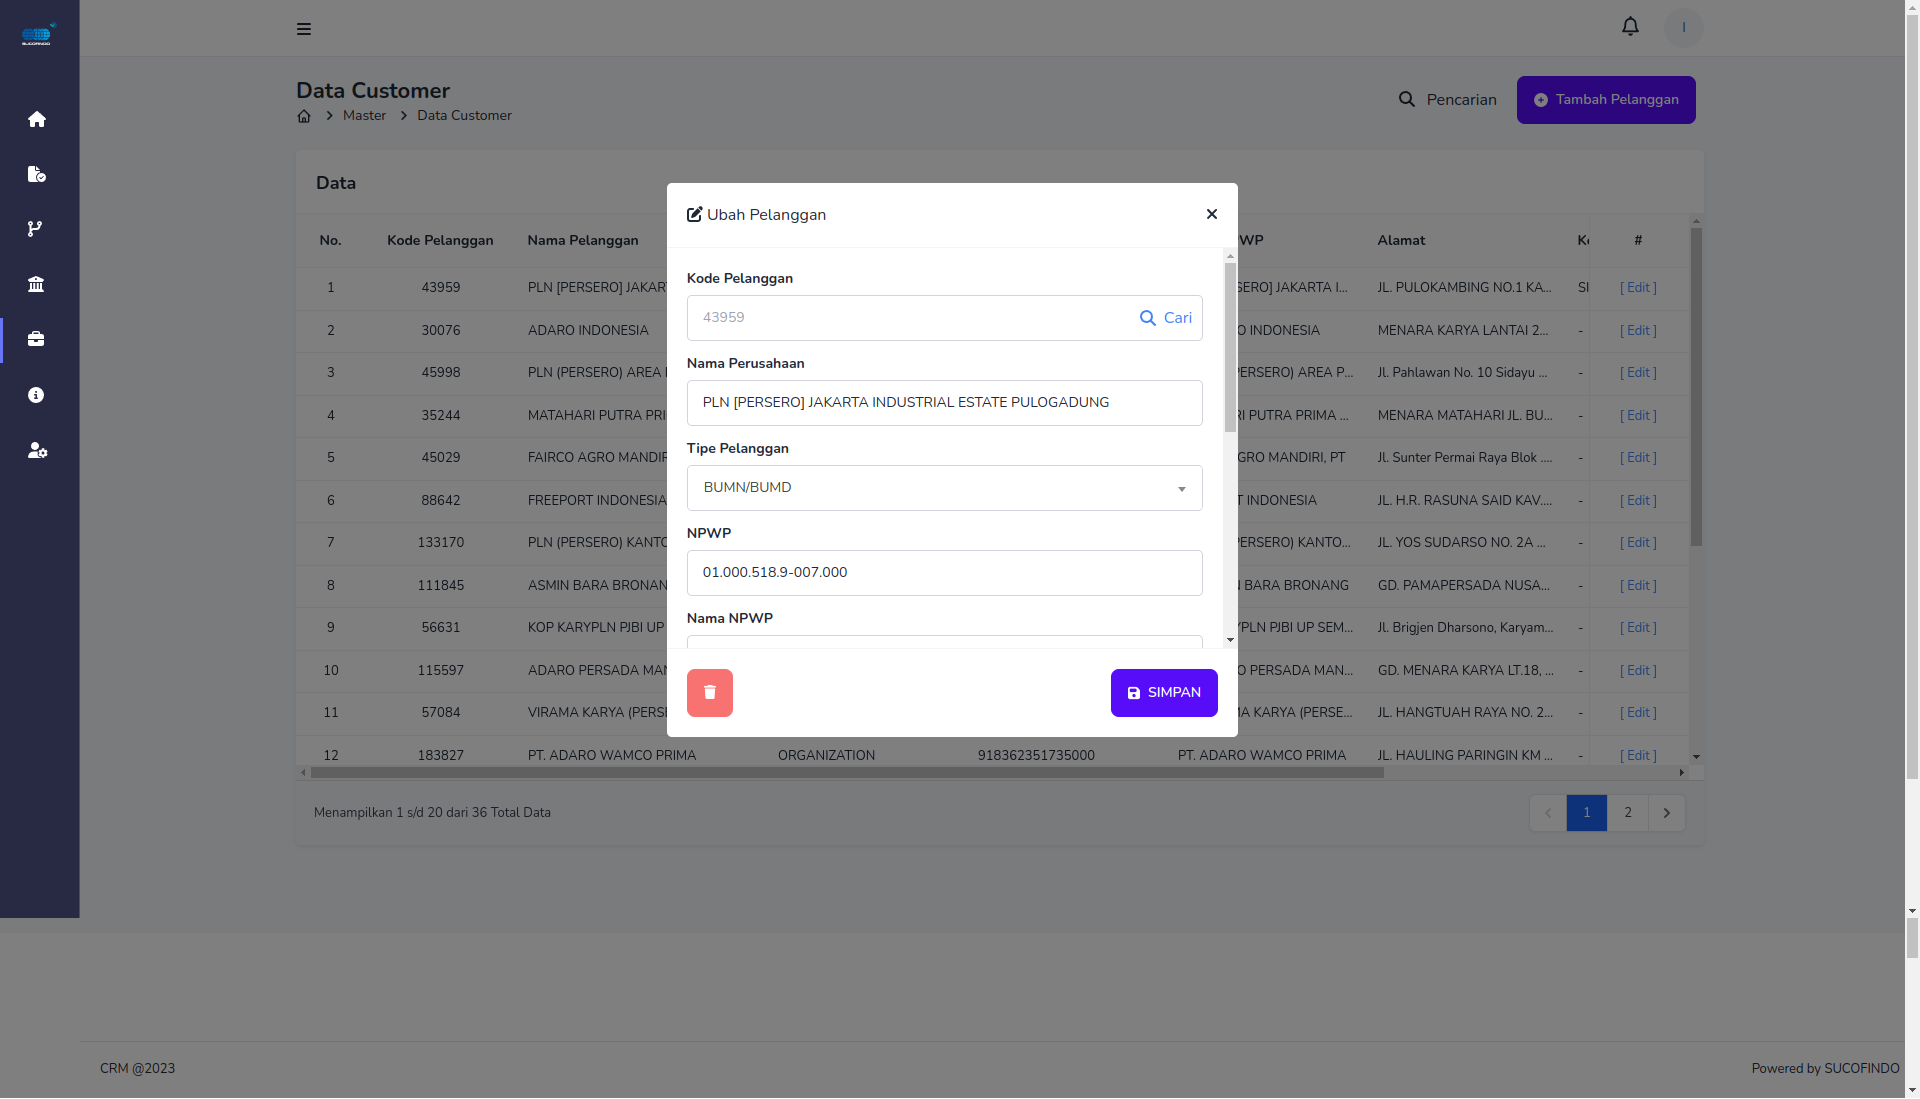 SUCOFINDO
I
Data Customer
Master
Data Customer
Pencarian
Tambah Pelanggan
Data
No. Kode Pelanggan Nama Pelanggan WP Alamat Ke #
1 43959 PLN [PERSERO] JAKAR SERO] JAKARTA I... JL. PULOKAMBING NO.1 KA... SI [ Edit ]
2 30076 ADARO INDONESIA O INDONESIA MENARA KARYA LANTAI 2... - [ Edit ]
3 45998 PLN (PERSERO) AREA PERSERO) AREA P... Jl. Pahlawan No. 10 Sidayu ... - [ Edit ]
4 35244 MATAHARI PUTRA PRI RI PUTRA PRIMA ... MENARA MATAHARI JL. BU... - [ Edit ]
5 45029 FAIRCO AGRO MANDIR GRO MANDIRI, PT Jl. Sunter Permai Raya Blok .... - [ Edit ]
6 88642 FREEPORT INDONESIA T INDONESIA JL. H.R. RASUNA SAID KAV.... - [ Edit ]
7 133170 PLN (PERSERO) KANTO PERSERO) KANTO... JL. YOS SUDARSO NO. 2A ... - [ Edit ]
8 111845 ASMIN BARA BRONAN BARA BRONANG GD. PAMAPERSADA NUSA... - [ Edit ]
9 56631 KOP KARYPLN PJBI UP YPLN PJBI UP SEM... Jl. Brigjen Dharsono, Karyam... - [ Edit ]
10 115597 ADARO PERSADA MAN O PERSADA MAN... GD. MENARA KARYA LT.18, ... - [ Edit ]
11 57084 VIRAMA KARYA (PERSE MA KARYA (PERSE... JL. HANGTUAH RAYA NO. 2... - [ Edit ]
12 183827 PT. ADARO WAMCO PRIMA ORGANIZATION 918362351735000 PT. ADARO WAMCO PRIMA JL. HAULING PARINGIN KM ... - [ Edit ]
Menampilkan 1 s/d 20 dari 36 Total Data
1 2
Ubah Pelanggan
Kode Pelanggan
43959 Cari
Nama Perusahaan
PLN [PERSERO] JAKARTA INDUSTRIAL ESTATE PULOGADUNG
Tipe Pelanggan
BUMN/BUMD
NPWP
01.000.518.9-007.000
Nama NPWP
SIMPAN
CRM @2023
Powered by SUCOFINDO